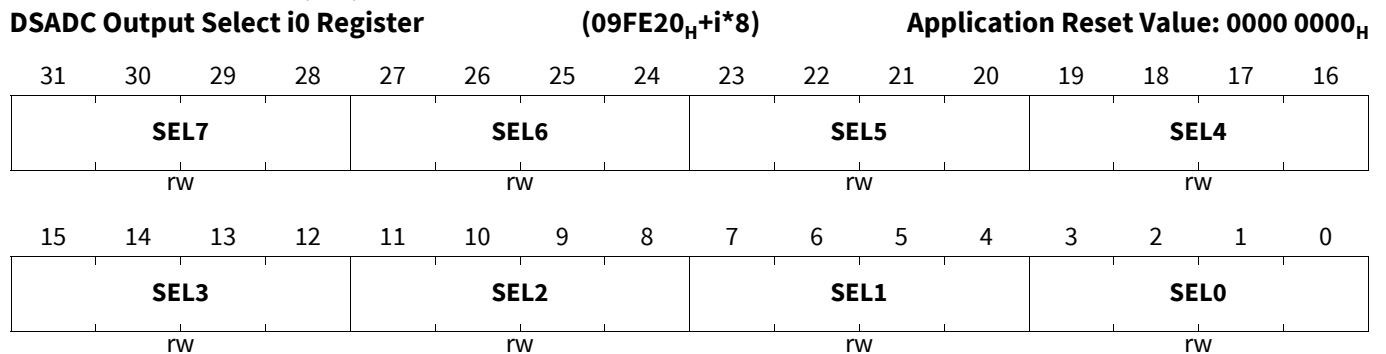 DSADC Output Select i0 Register (09FE20H+i*8) Application Reset Value: 0000 0000H
31 30 29 28 27 26 25 24 23 22 21 20 19 18 17 16
SEL7 SEL6 SEL5 SEL4
rw rw rw rw
15 14 13 12 11 10 9 8 7 6 5 4 3 2 1 0
SEL3 SEL2 SEL1 SEL0
rw rw rw rw